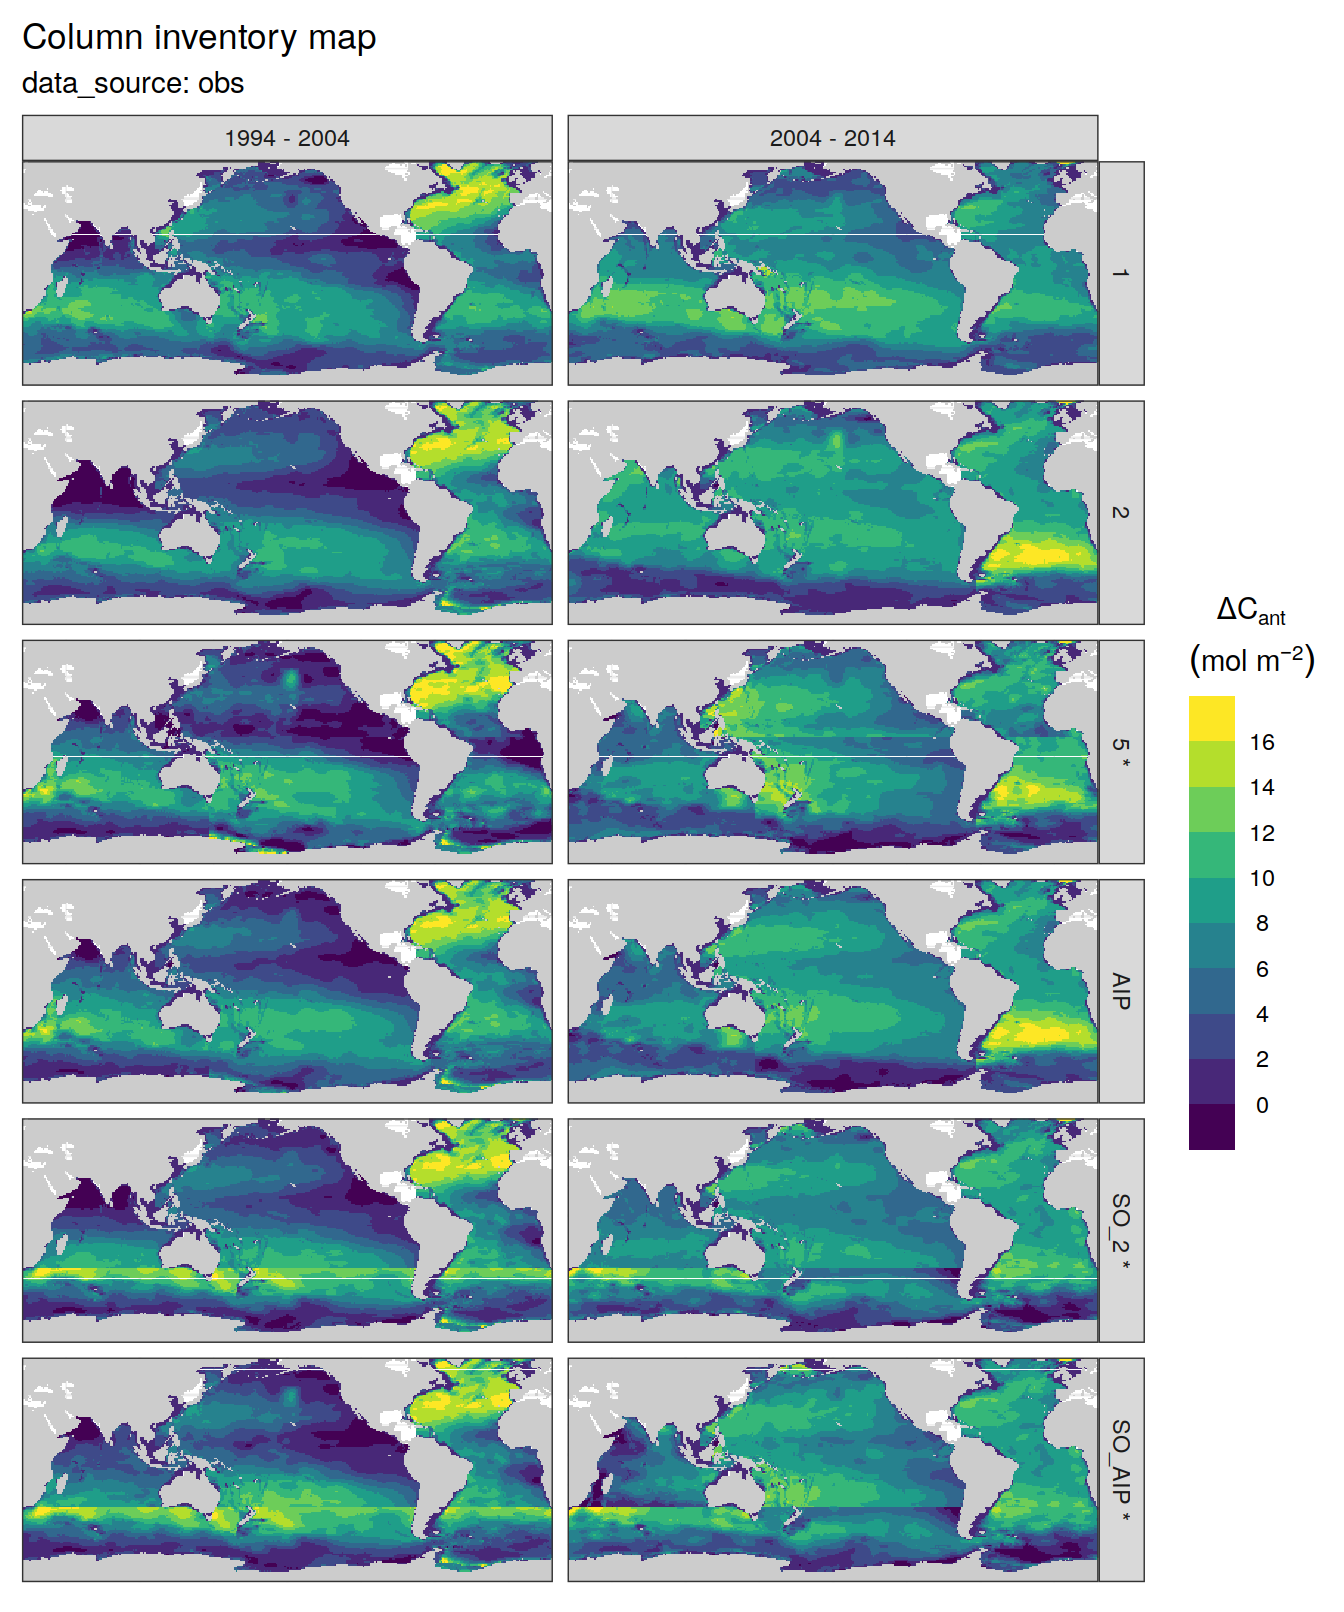 Column inventory map
data_source: obs
1994 - 2004
2004 - 2014
1
2
5 *
AIP
SO_2 *
SO_AIP *
ΔCant
(mol m−2)
16
14
12
10
8
6
4
2
0